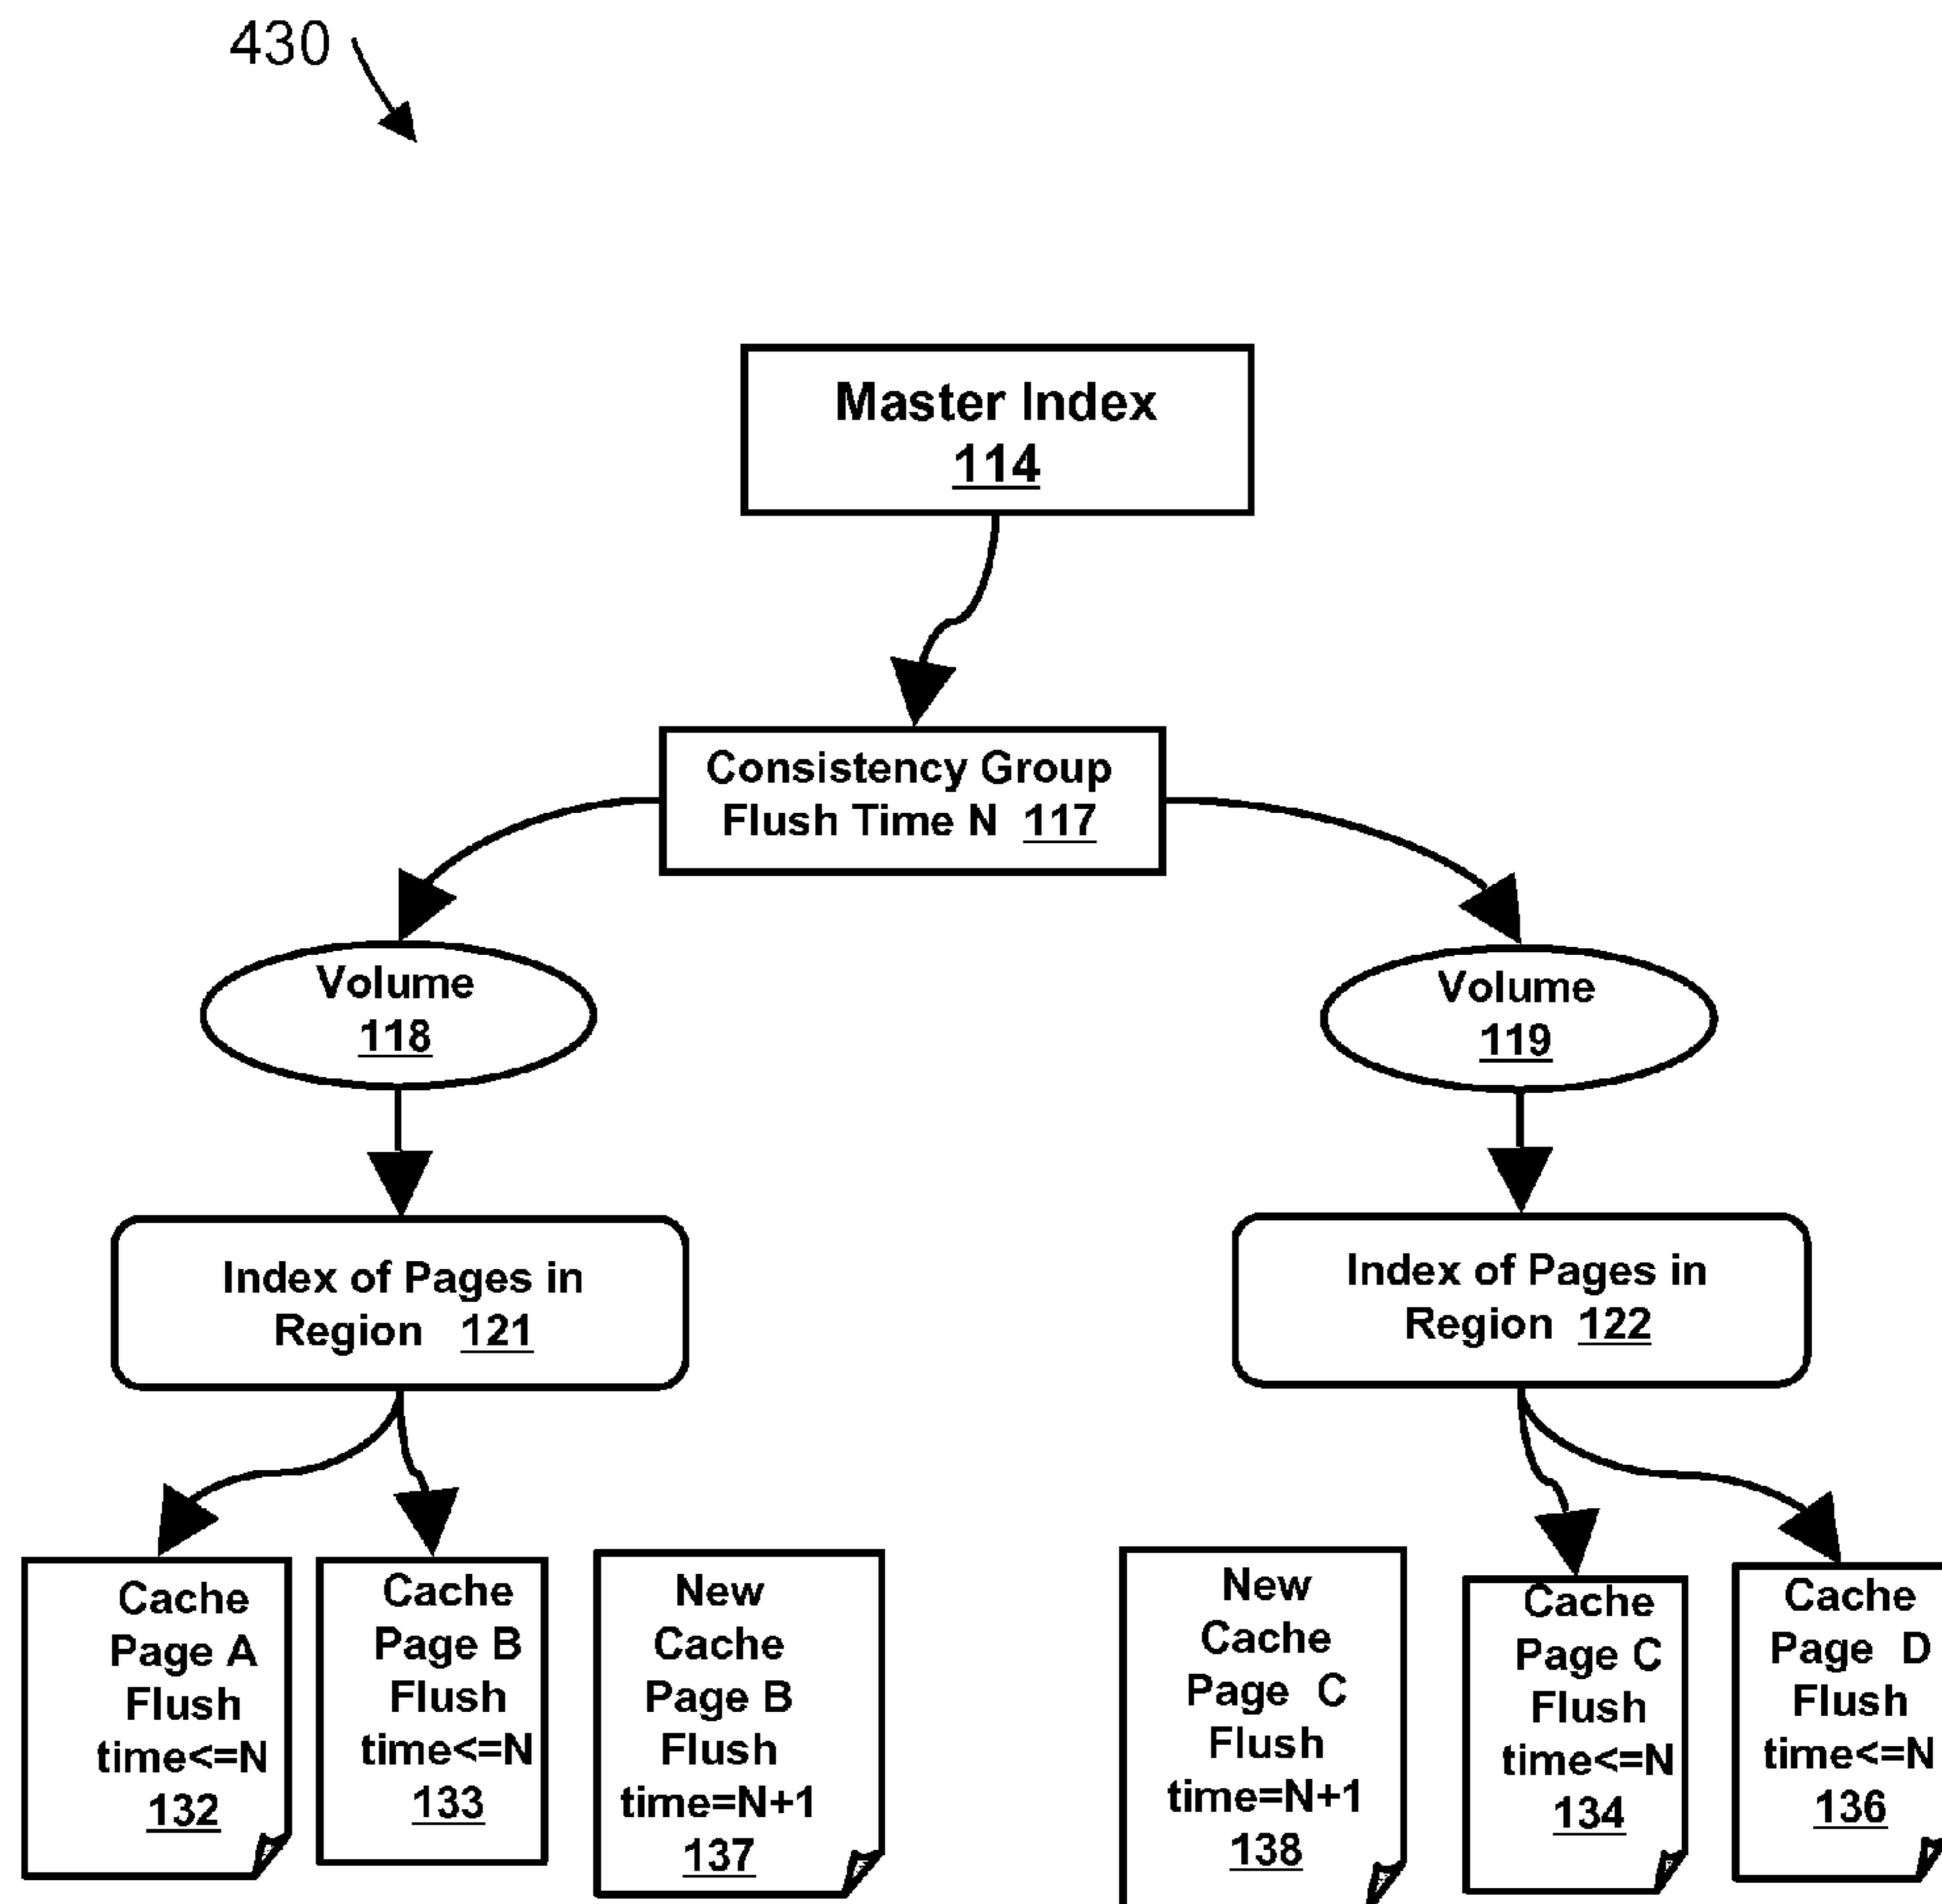 430
Master Index
114
Consistency Group
Flush Time N 117
Volume
118
Volume
119
Index of Pages in
Region 121
Index of Pages in
Region 122
Cache
Page A
Flush
time<=N
132
Cache
Page B
Flush
time<=N
133
New
Cache
Page B
Flush
time=N+1
137
New
Cache
Page C
Flush
time=N+1
138
Cache
Page C
Flush
time<=N
134
Cache
Page D
Flush
time<=N
136